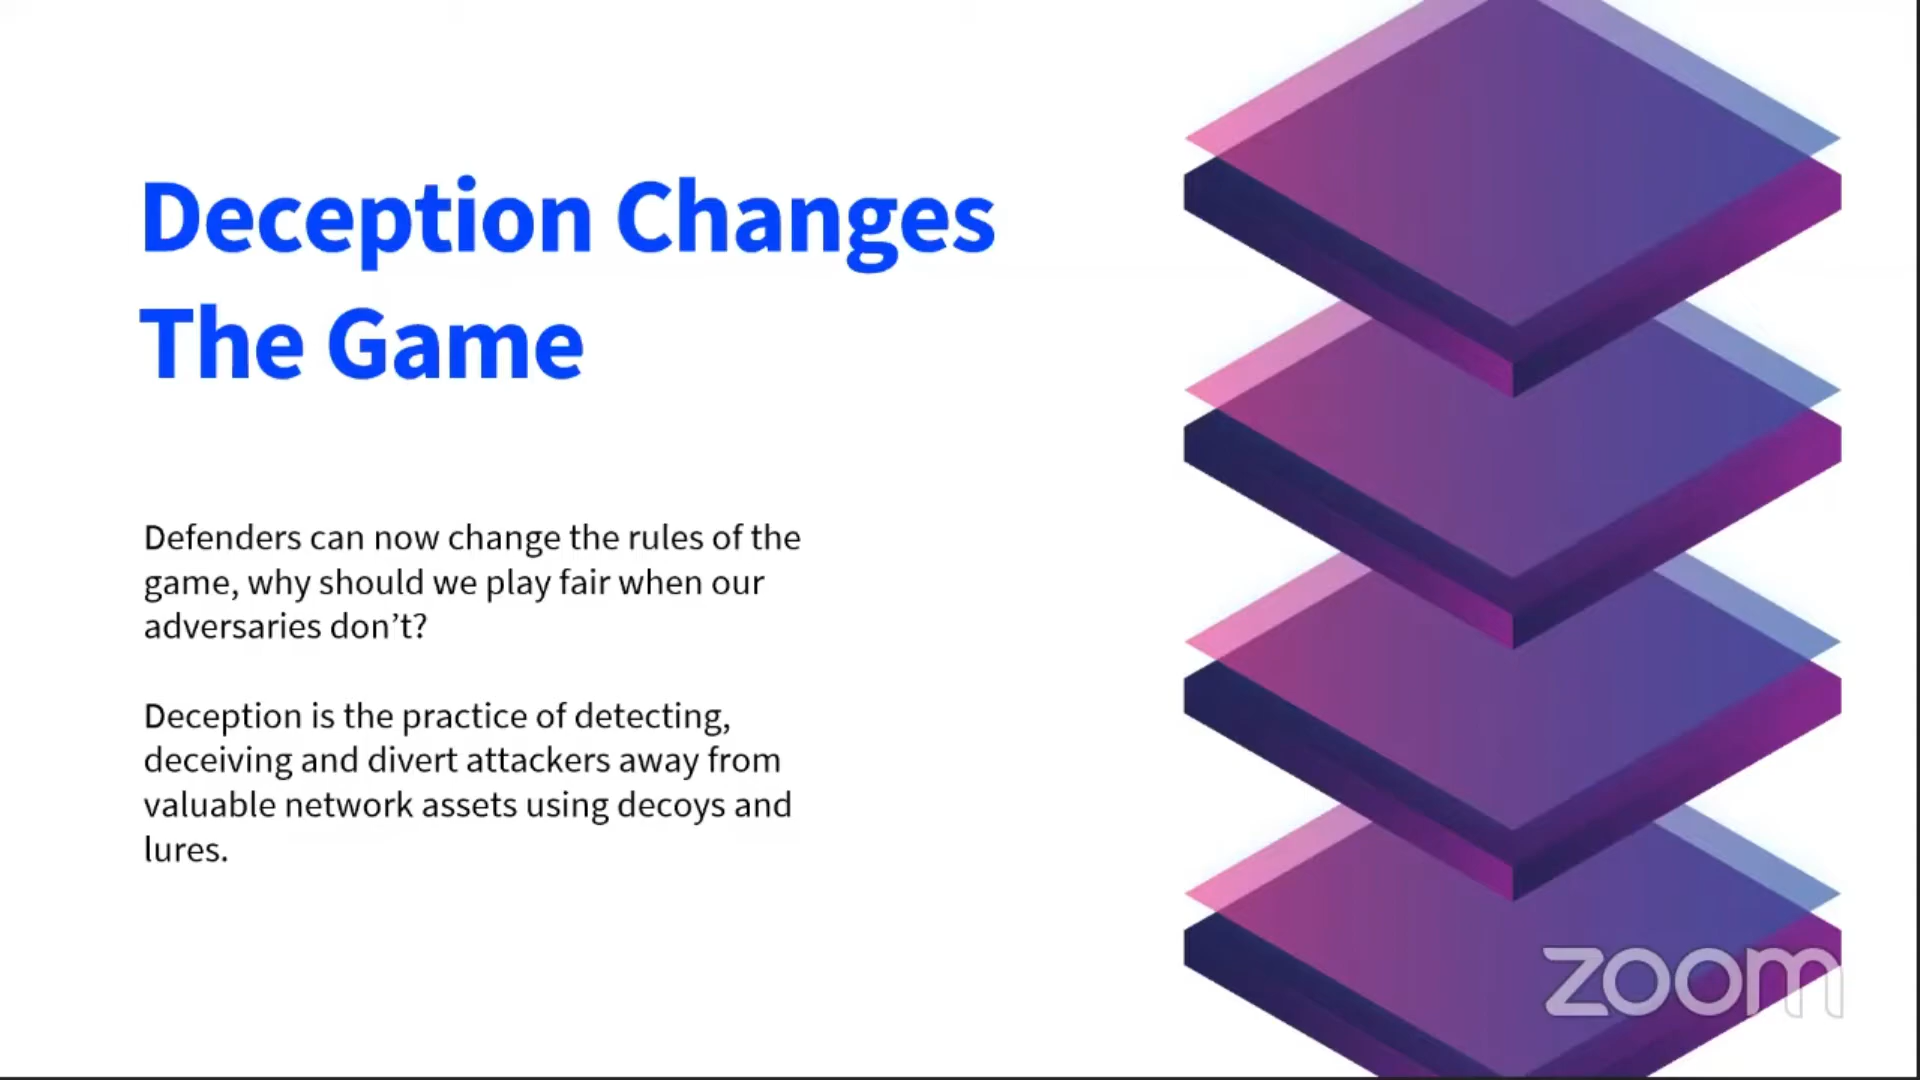 Deception Changes
The Game
Defenders can now change the rules of the
game, why should we play fair when our
adversaries don’t?
Deception is the practice of detecting,
deceiving and divert attackers away from
valuable network assets using decoys and
lures.
zoom